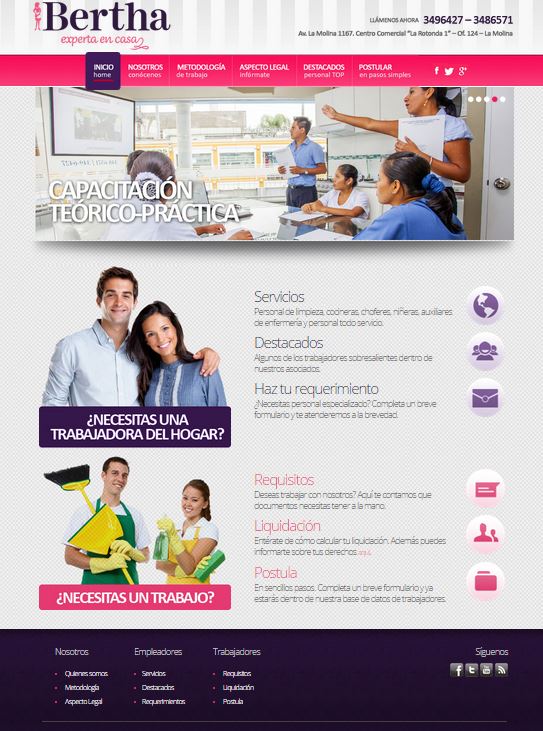 Bertha
experta en casa
LLÁMENOS AHORA 3496427 – 3486571
Av. La Molina 1167. Centro Comercial “La Rotonda 1” – Of. 124 – La Molina
INICIO
home
NOSOTROS
conócenos
METODOLOGÍA
de trabajo
ASPECTO LEGAL
infórmate
DESTACADOS
personal TOP
POSTULAR
en pasos simples
CAPACITACIÓN
TEÓRICO-PRÁCTICA
¿NECESITAS UNA
TRABAJADORA DEL HOGAR?
Servicios
Personal de limpieza, cocineras, choferes, niñeras, auxiliares
de enfermería y personal todo servicio.
Destacados
Algunos de los trabajadores sobresalientes dentro de
nuestros asociados.
Haz tu requerimiento
¿Necesitas personal especializado? Completa un breve
formulario y te atenderemos a la brevedad.
¿NECESITAS UN TRABAJO?
Requisitos
Deseas trabajar con nosotros? Aquí te contamos que
documentos necesitas tener a la mano.
Liquidación
Entérate de cómo calcular tu liquidación. Además puedes
informarte sobre tus derechos aquí.
Postula
En sencillos pasos. Completa un breve formulario y ya
estarás dentro de nuestra base de datos de trabajadores.
Nosotros
Quienes somos
Metodología
Aspecto Legal
Empleadores
Servicios
Destacados
Requerimientos
Trabajadores
Requisitos
Liquidación
Postula
Síguenos